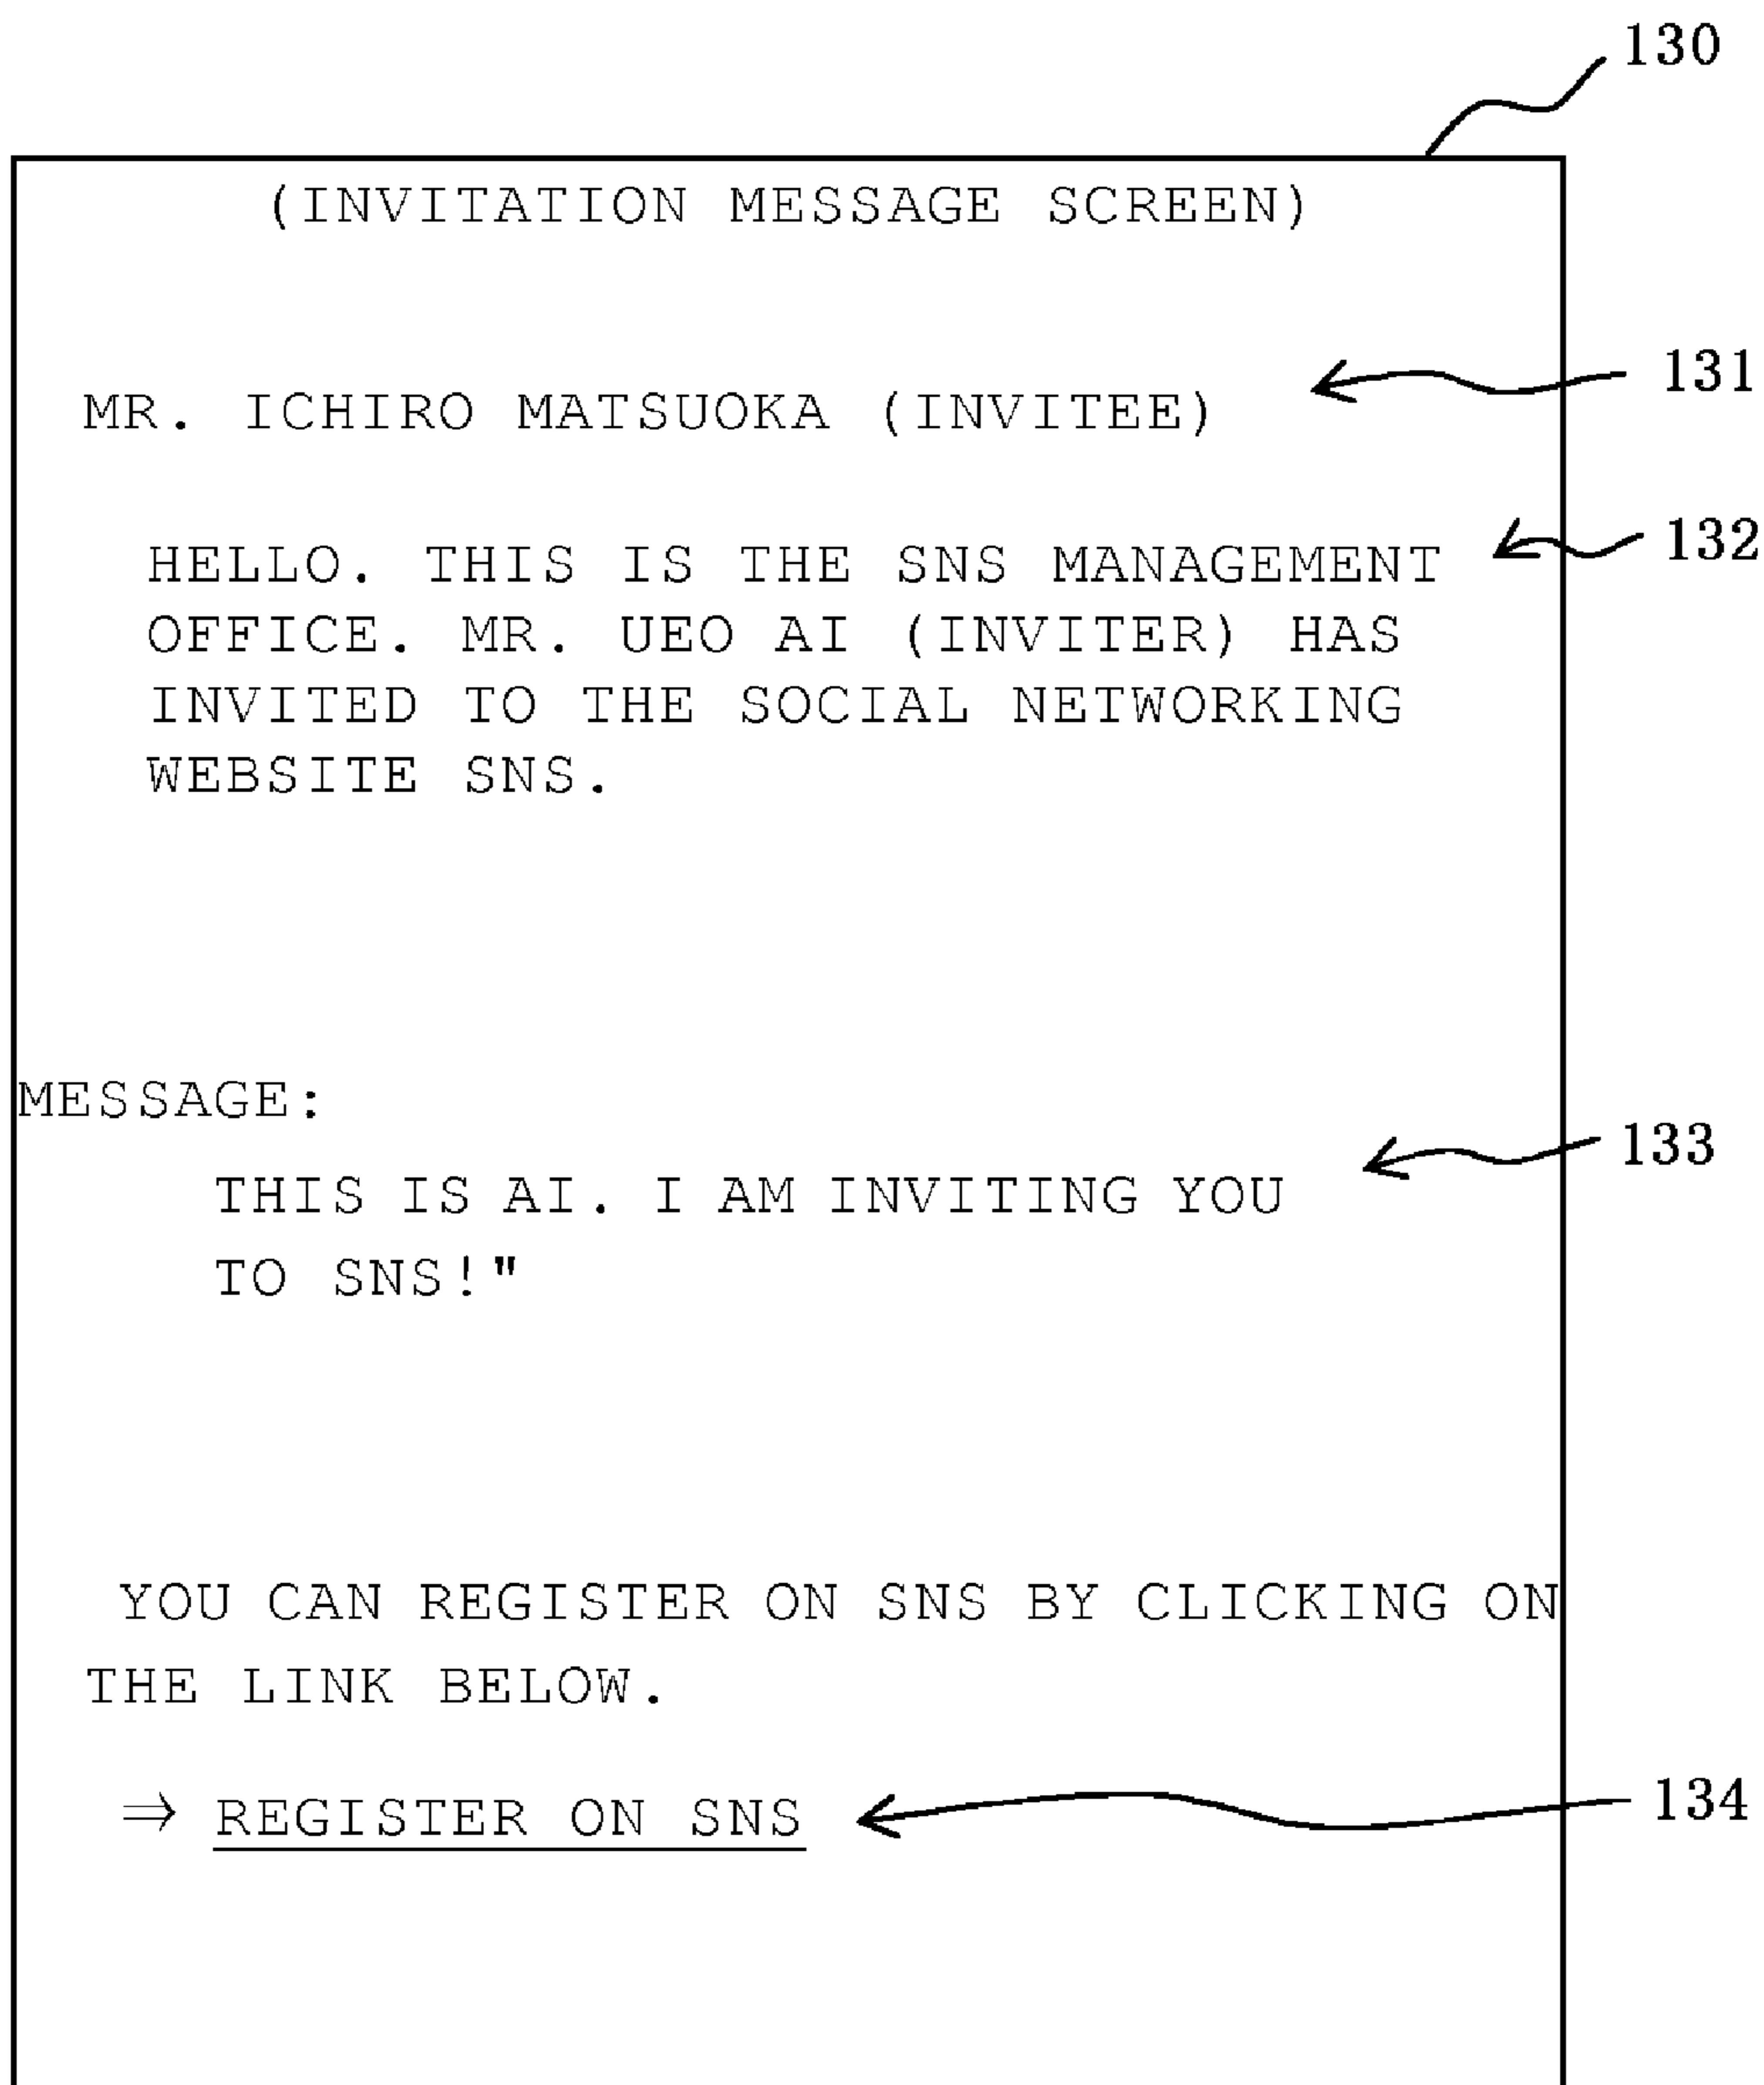 130
(INVITATION MESSAGE SCREEN)
131
MR. ICHIRO MATSUOKA (INVITEE)
132
HELLO. THIS IS THE SNS MANAGEMENT
OFFICE. MR. UEO AI (INVITER) HAS
INVITED TO THE SOCIAL NETWORKING
WEBSITE SNS.
MESSAGE:
133
THIS IS AI. I AM INVITING YOU
TO SNS!"
YOU CAN REGISTER ON SNS BY CLICKING ON
THE LINK BELOW.
⇒ REGISTER ON SNS
134